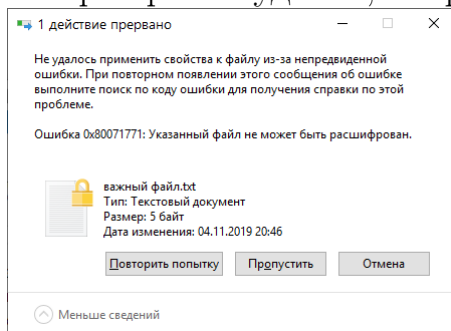 1 действие прервано
Не удалось применить свойства к файлу из-за непредвиденной
ошибки. При повторном появлении этого сообщения об ошибке
выполните поиск по коду ошибки для получения справки по этой
проблеме.
Ошибка 0x80071771: Указанный файл не может быть расшифрован.
важный файл.txt
Тип: Текстовый документ
Размер: 5 байт
Дата изменения: 04.11.2019 20:46
Повторить попытку Пропустить Отмена
Меньше сведений